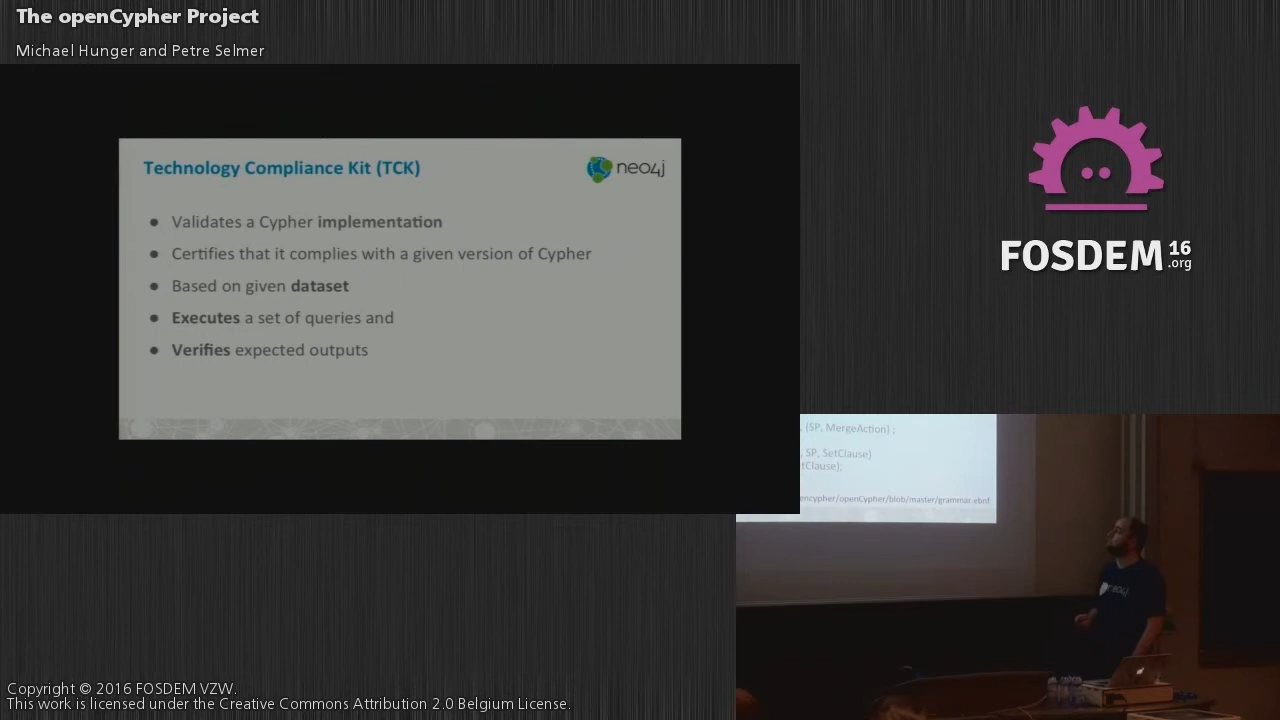 The openCypher Project
Michael Hunger and Petre Selmer
Technology Compliance Kit (TCK)
neo4j
● Validates a Cypher implementation
● Certifies that it complies with a given version of Cypher
● Based on given dataset
● Executes a set of queries and
● Verifies expected outputs
FOSDEM 16
.org
, (SP, MergeAction) ;
, SP, SetClause)
tClause);
encypher/openCypher/blob/master/grammar.ebnf
neo4j
Copyright © 2016 FOSDEM VZW.
This work is licensed under the Creative Commons Attribution 2.0 Belgium License.